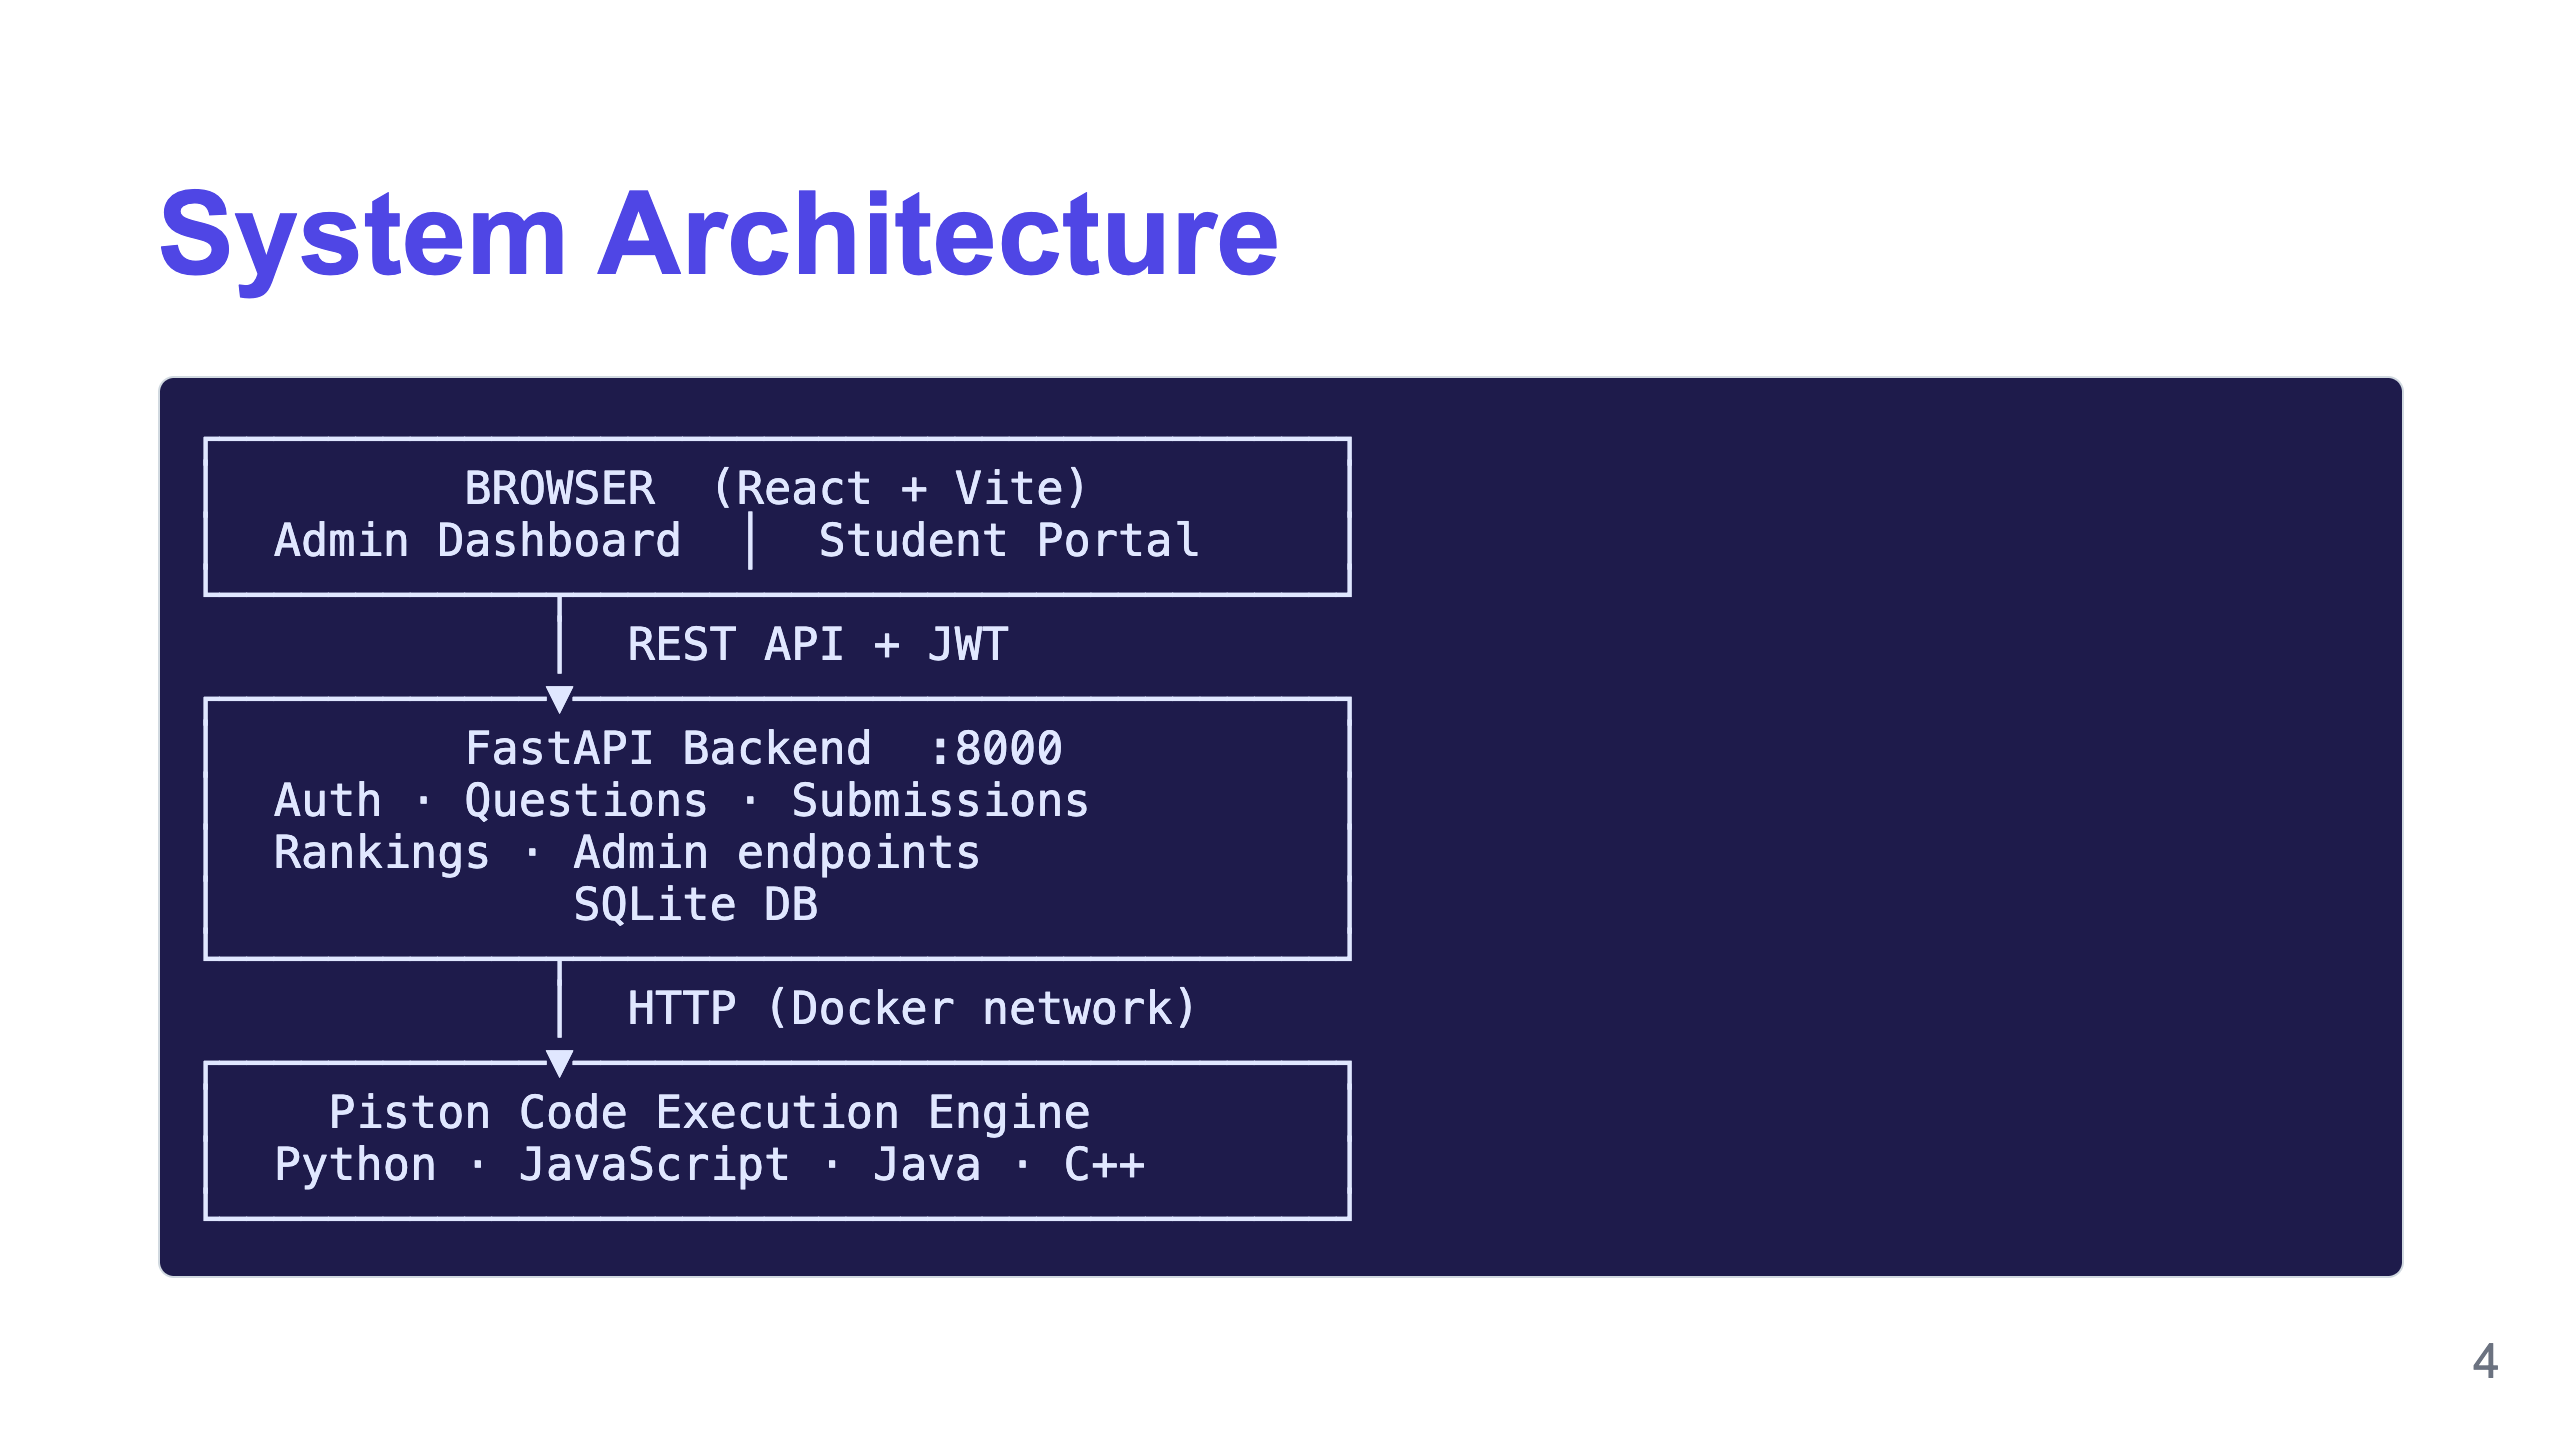 System Architecture
BROWSER  (React + Vite)
Admin Dashboard  │  Student Portal
REST API + JWT
FastAPI Backend  :8000
Auth · Questions · Submissions
Rankings · Admin endpoints
SQLite DB
HTTP (Docker network)
Piston Code Execution Engine
Python · JavaScript · Java · C++
4